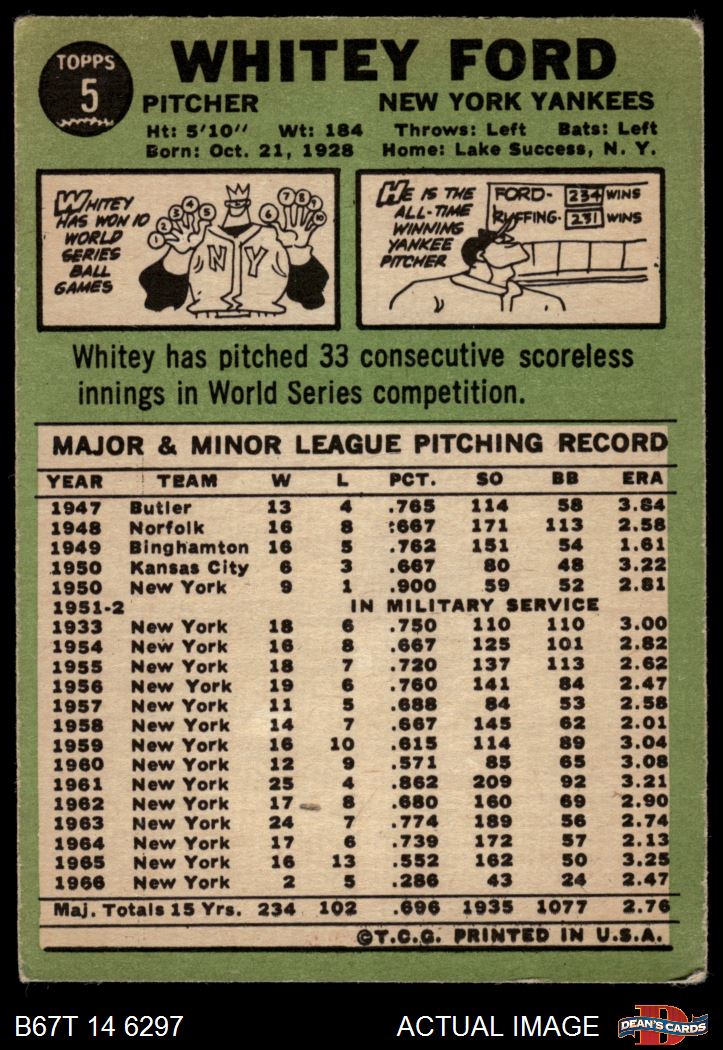 TOPPS
5
WHITEY FORD
PITCHER NEW YORK YANKEES
Ht: 5'10" Wt: 184 Throws: Left Bats: Left
Born: Oct. 21, 1928 Home: Lake Success, N. Y.
WHITEY
HAS WON 10
WORLD
SERIES
BALL
GAMES
1 2 3 4 5 6 7 8 9 10
NY
HE IS THE
ALL-TIME
WINNING
YANKEE
PITCHER
FORD- 234 WINS
RUFFING- 231 WINS
Whitey has pitched 33 consecutive scoreless
innings in World Series competition.
MAJOR & MINOR LEAGUE PITCHING RECORD
YEAR TEAM W L PCT. SO BB ERA
1947 Butler 13 4 .765 114 58 3.84
1948 Norfolk 16 8 .667 171 113 2.58
1949 Binghamton 16 5 .762 151 54 1.61
1950 Kansas City 6 3 .667 80 48 3.22
1950 New York 9 1 .900 59 52 2.81
1951-2 IN MILITARY SERVICE
1933 New York 18 6 .750 110 110 3.00
1954 New York 16 8 .667 125 101 2.82
1955 New York 18 7 .720 137 113 2.62
1956 New York 19 6 .760 141 84 2.47
1957 New York 11 5 .688 84 53 2.58
1958 New York 14 7 .667 145 62 2.01
1959 New York 16 10 .615 114 89 3.04
1960 New York 12 9 .571 85 65 3.08
1961 New York 25 4 .862 209 92 3.21
1962 New York 17 8 .680 160 69 2.90
1963 New York 24 7 .774 189 56 2.74
1964 New York 17 6 .739 172 57 2.13
1965 New York 16 13 .552 162 50 3.25
1966 New York 2 5 .286 43 24 2.47
Maj. Totals 15 Yrs. 234 102 .696 1935 1077 2.76
©T.C.G. PRINTED IN U.S.A.
B67T 14 6297 ACTUAL IMAGE D DEAN'S CARDS